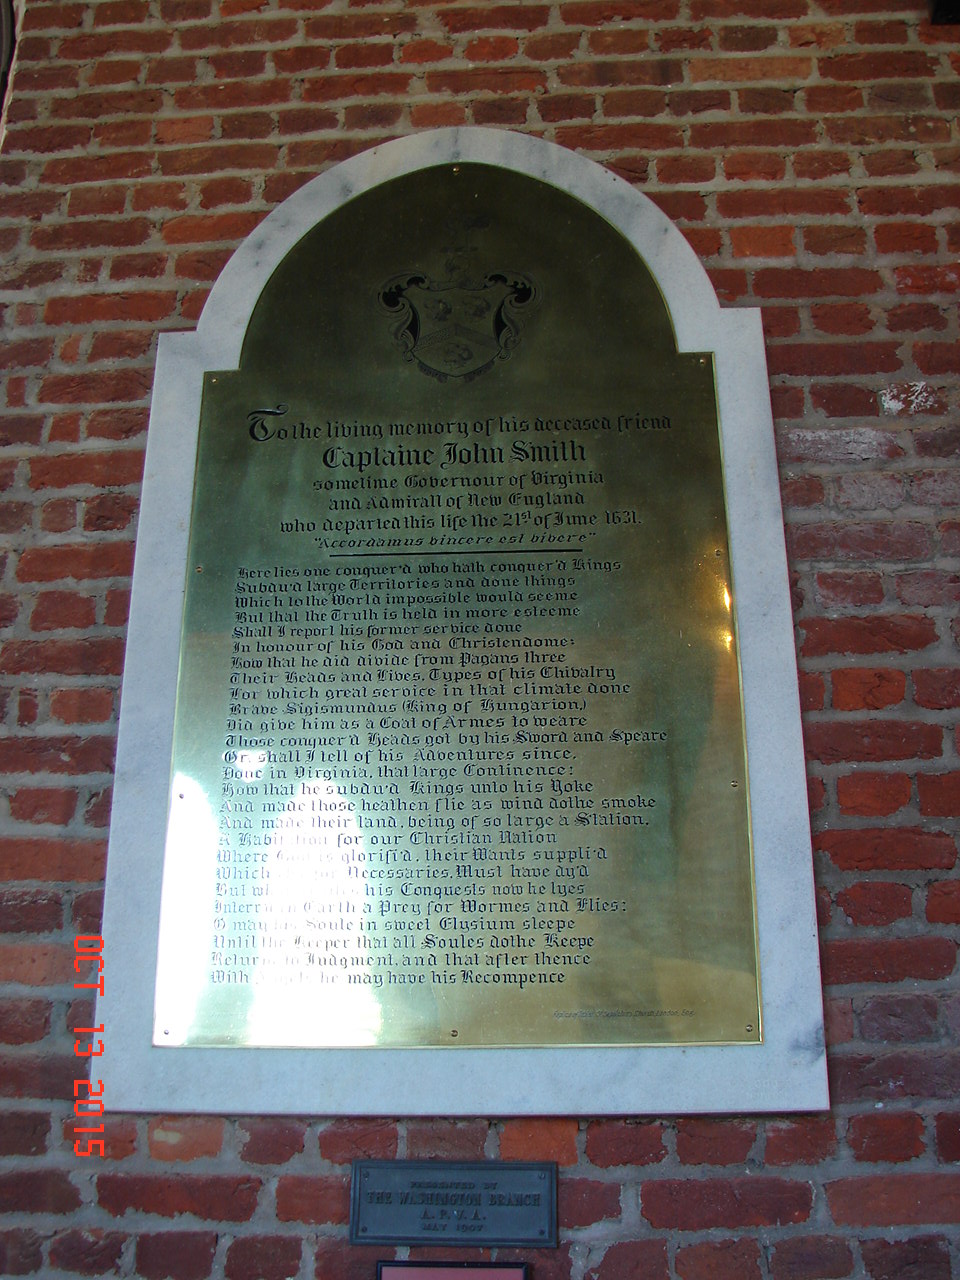 To the living memory of his deceased friend
Captaine John Smith
sometime Governour of Virginia
and Admirall of New England
who departed this life the 21st of June 1631.
"Accordamus vincere est vivere"
Here lies one conquer'd who hath conquer'd Kings
Subdu'd large Territories and done things
Which to the World impossible would seeme
But that the Truth is held in more esteeme
Shall I report his former service done
In honour of his God and Christendome:
How that he did divide from Pagans three
Their Heads and Lives, Types of his Chivalry
For which great service in that climate done
Brave Sigismundus (King of Hungarion,)
Did give him as a Coat of Armes to weare
Those conquer'd Heads got by his Sword and Speare
Or shall I tell of his Adventures since,
Done in Virginia, that large Continence:
How that he subdu'd Kings unto his Yoke
And made those heathen flie as wind dothe smoke
And made their land, being of so large a Station,
A Habitation for our Christian Nation
Where God is glorifi'd, their Wants suppli'd
Which for Necessaries, Must have dy'd
But his Conquests now he lyes
Interr'd in Earth a Prey for Wormes and Flies:
O may his Soule in sweet Elysium sleepe
Until the Keeper that all Soules dothe Keepe
Returne to Judgment, and that after thence
With Angels he may have his Recompence
Church London, Eng.
PRESENTED BY
THE WASHINGTON BRANCH
A. P. V. A.
MAY 1907
OCT 13 2015